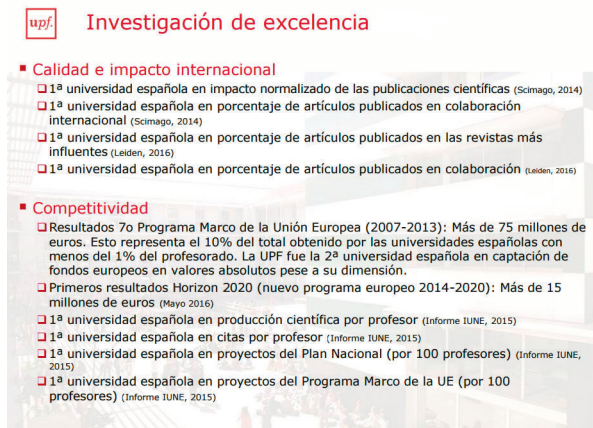 upf.
Investigación de excelencia
Calidad e impacto internacional
1ª universidad española en impacto normalizado de las publicaciones científicas (Scimago, 2014)
1ª universidad española en porcentaje de artículos publicados en colaboración
internacional (Scimago, 2014)
1ª universidad española en porcentaje de artículos publicados en las revistas más
influentes (Leiden, 2016)
1ª universidad española en porcentaje de artículos publicados en colaboración (Leiden, 2016)
Competitividad
Resultados 7o Programa Marco de la Unión Europea (2007-2013): Más de 75 millones de
euros. Esto representa el 10% del total obtenido por las universidades españolas con
menos del 1% del profesorado. La UPF fue la 2ª universidad española en captación de
fondos europeos en valores absolutos pese a su dimensión.
Primeros resultados Horizon 2020 (nuevo programa europeo 2014-2020): Más de 15
millones de euros (Mayo 2016)
1ª universidad española en producción científica por profesor (Informe IUNE, 2015)
1ª universidad española en citas por profesor (Informe IUNE, 2015)
1ª universidad española en proyectos del Plan Nacional (por 100 profesores) (Informe IUNE,
2015)
1ª universidad española en proyectos del Programa Marco de la UE (por 100
profesores) (Informe IUNE, 2015)